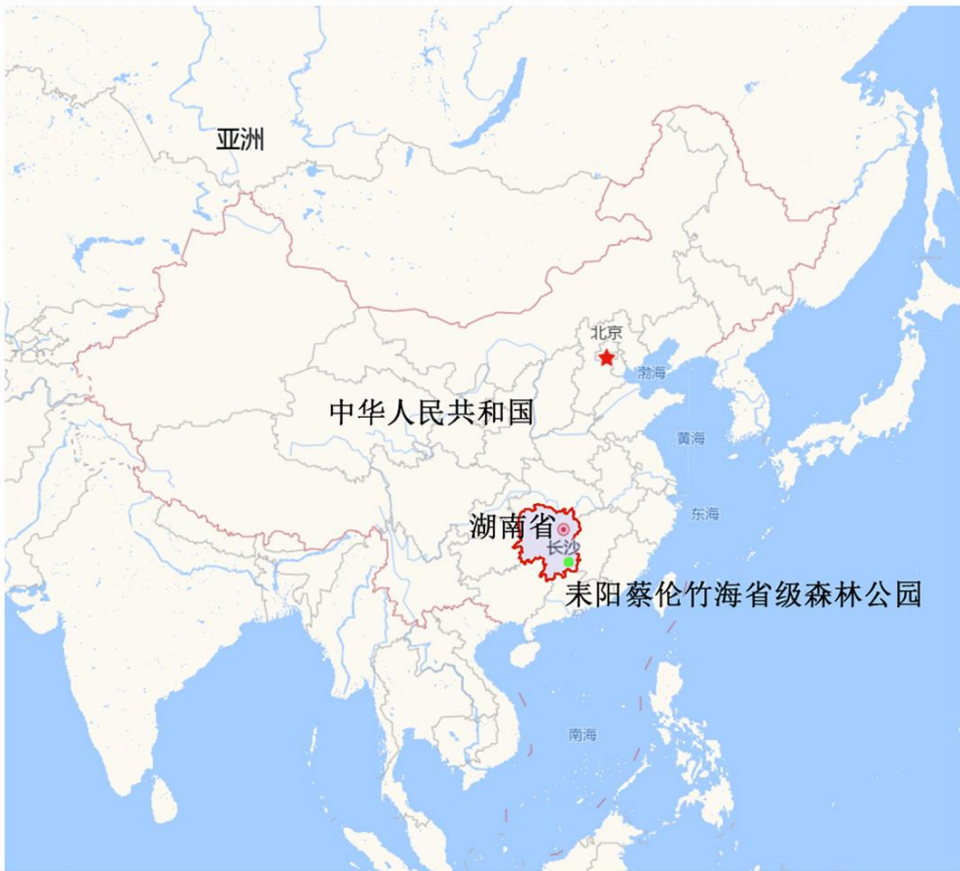 亚洲
北京
渤海
中华人民共和国
黄海
东海
湖南省
长沙
耒阳蔡伦竹海省级森林公园
南海